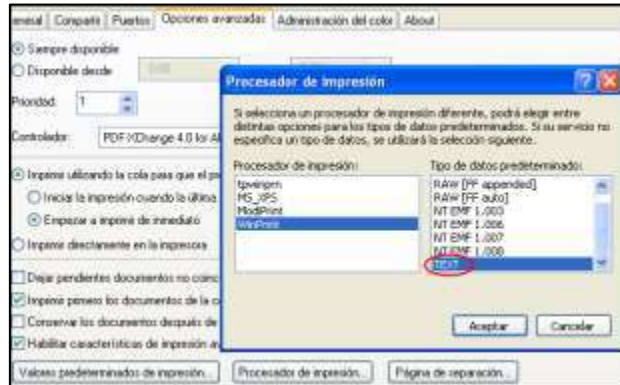 General Compartir Puertos Opciones avanzadas Administración del color About
Siempre disponible
Disponible desde
Prioridad: 1
Controlador: PDF-XChange 4.0 for Al
Imprimir utilizando la cola para que el pr
Iniciar la impresión cuando la última
Empezar a imprimir de inmediato
Imprimir directamente en la impresora
Dejar pendientes documentos no coinci
Imprimir primero los documentos de la c
Conservar los documentos después de
Habilitar características de impresión av
Valores predeterminados de impresión... Procesador de impresión... Página de separación...
Procesador de impresión
Si selecciona un procesador de impresión diferente, podrá elegir entre
distintas opciones para los tipos de datos predeterminados. Si su servicio no
especifica un tipo de datos, se utilizará la selección siguiente.
Procesador de impresión: Tipo de datos predeterminado:
tpwinprn
MS_XPS
ModiPrint
WinPrint
RAW [FF appended]
RAW [FF auto]
NT EMF 1.003
NT EMF 1.006
NT EMF 1.007
NT EMF 1.008
TEXT
Aceptar Cancelar